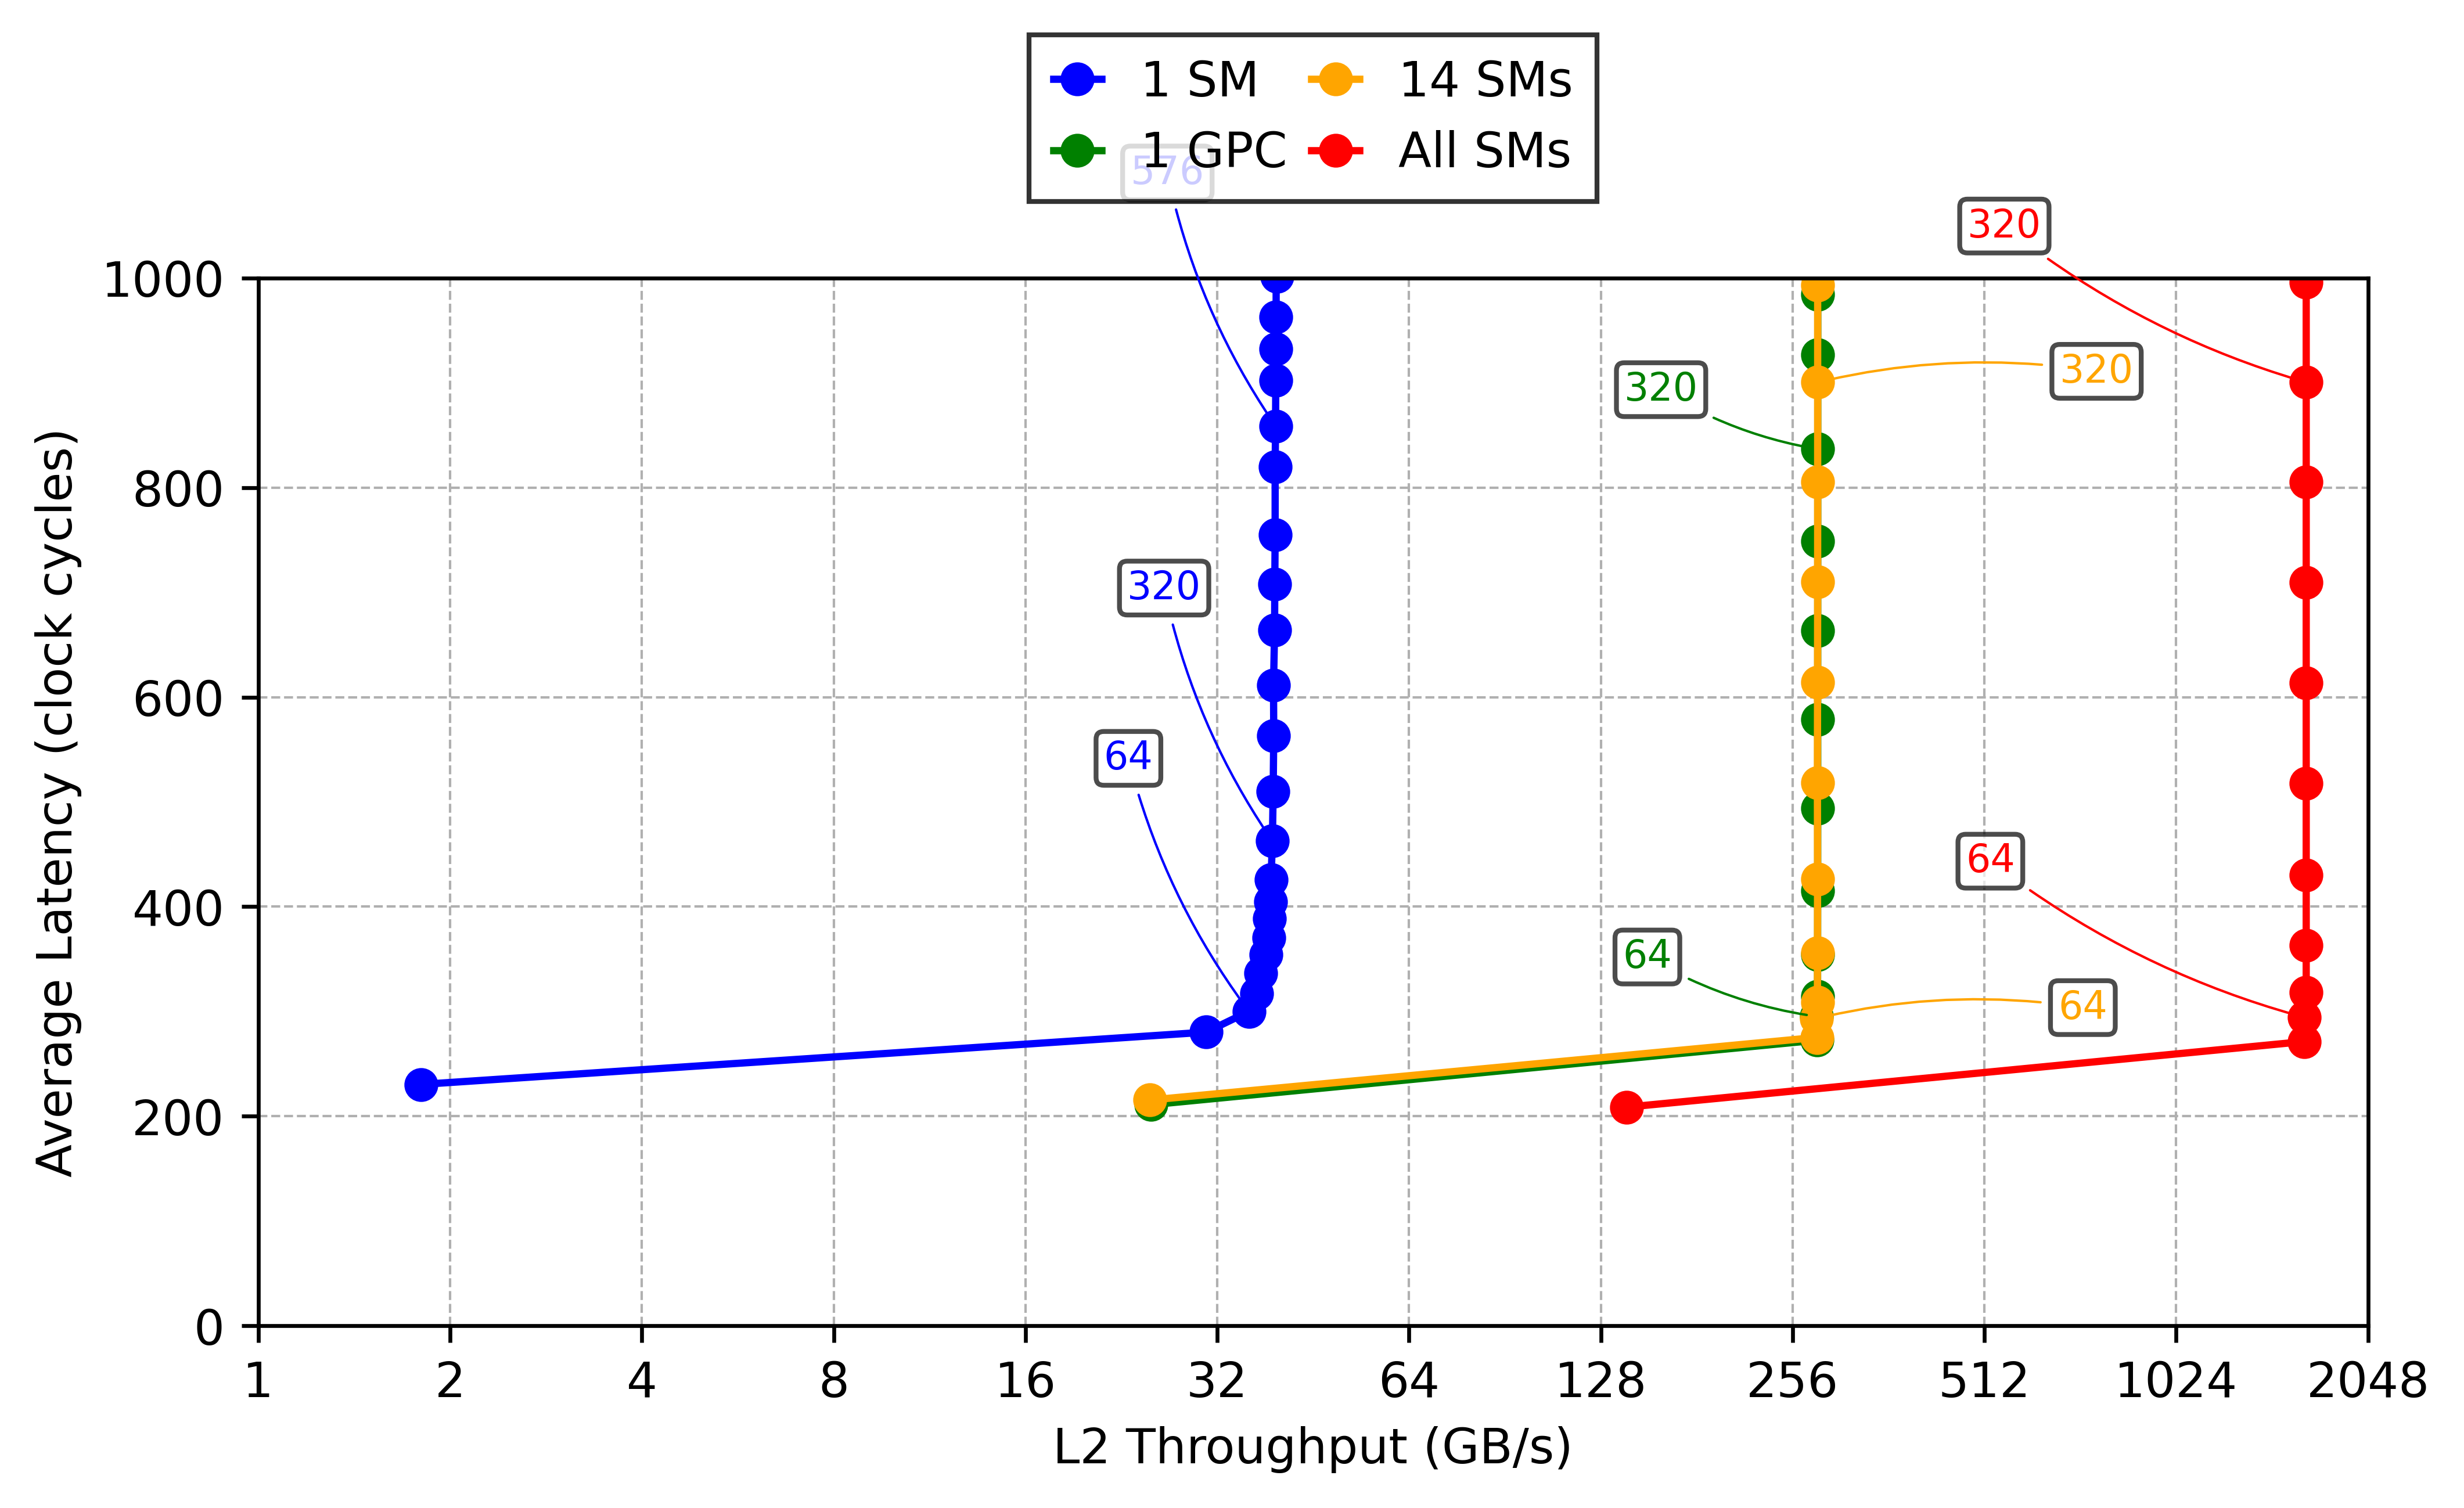 1 SM
14 SMs
1 GPC
All SMs
576
320
1000
320
320
800
320
64
600
64
400
64
64
200
0
1 2 4 8 16 32 64 128 256 512 1024 2048
Average Latency (clock cycles)
L2 Throughput (GB/s)